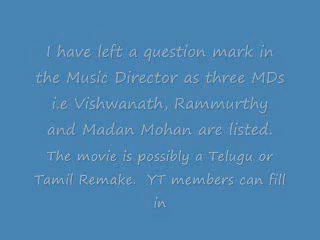 I have left a question mark in
the Music Director as three MDs
i.e Vishwanath, Rammurthy
and Madan Mohan are listed.
The movie is possibly a Telugu or
Tamil Remake.  YT members can fill
in